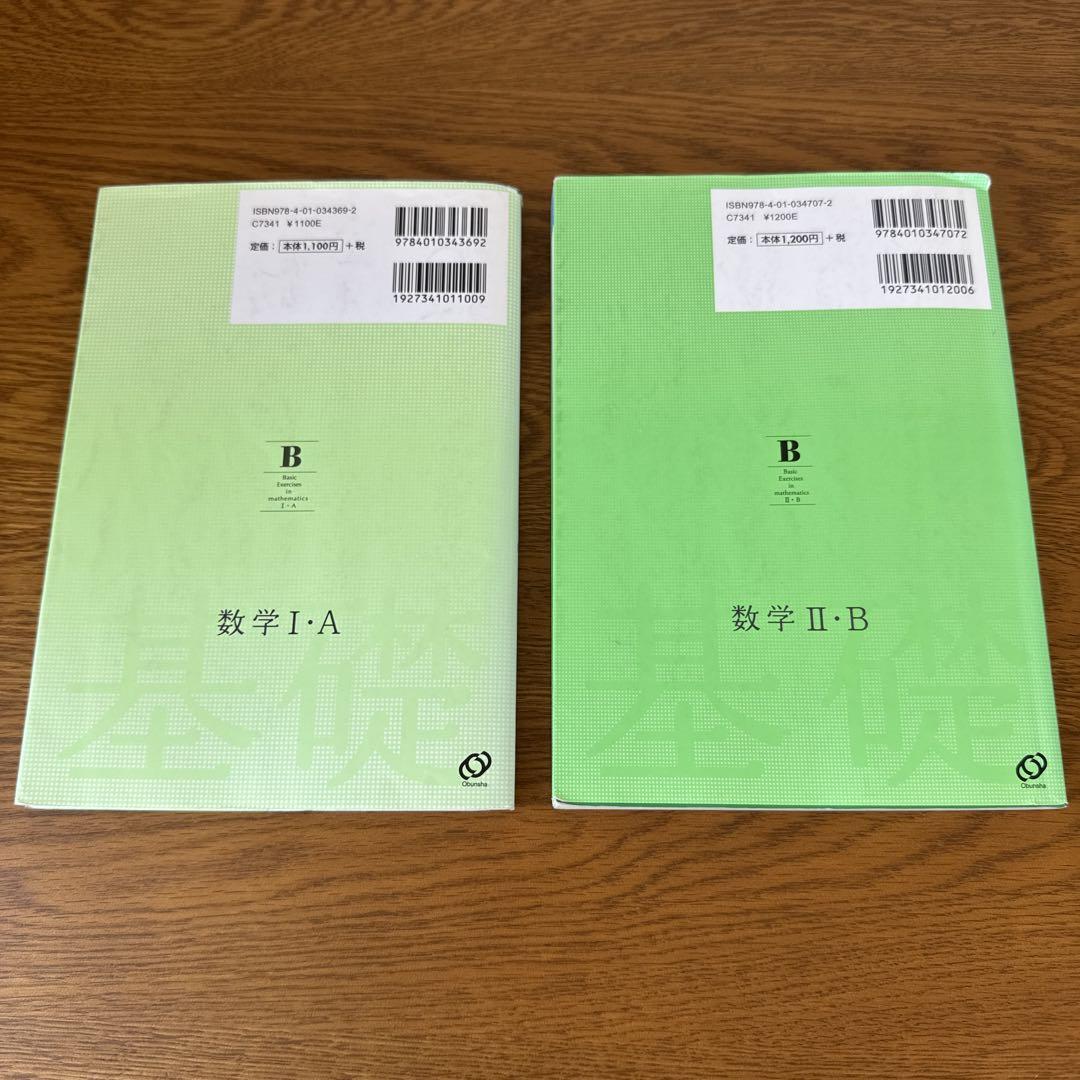 ISBN978-4-01-034369-2
C7341 ¥1100E
定価： 本体1,100円 +税
9784010343692
1927341011009
B
Basic
Exercises
in
mathematics
Ⅰ・A
数学Ⅰ・A
基礎
Obunsha
ISBN978-4-01-034707-2
C7341 ¥1200E
定価： 本体1,200円 +税
9784010347072
1927341012006
B
Basic
Exercises
in
mathematics
Ⅱ・B
数学Ⅱ・B
基礎
Obunsha